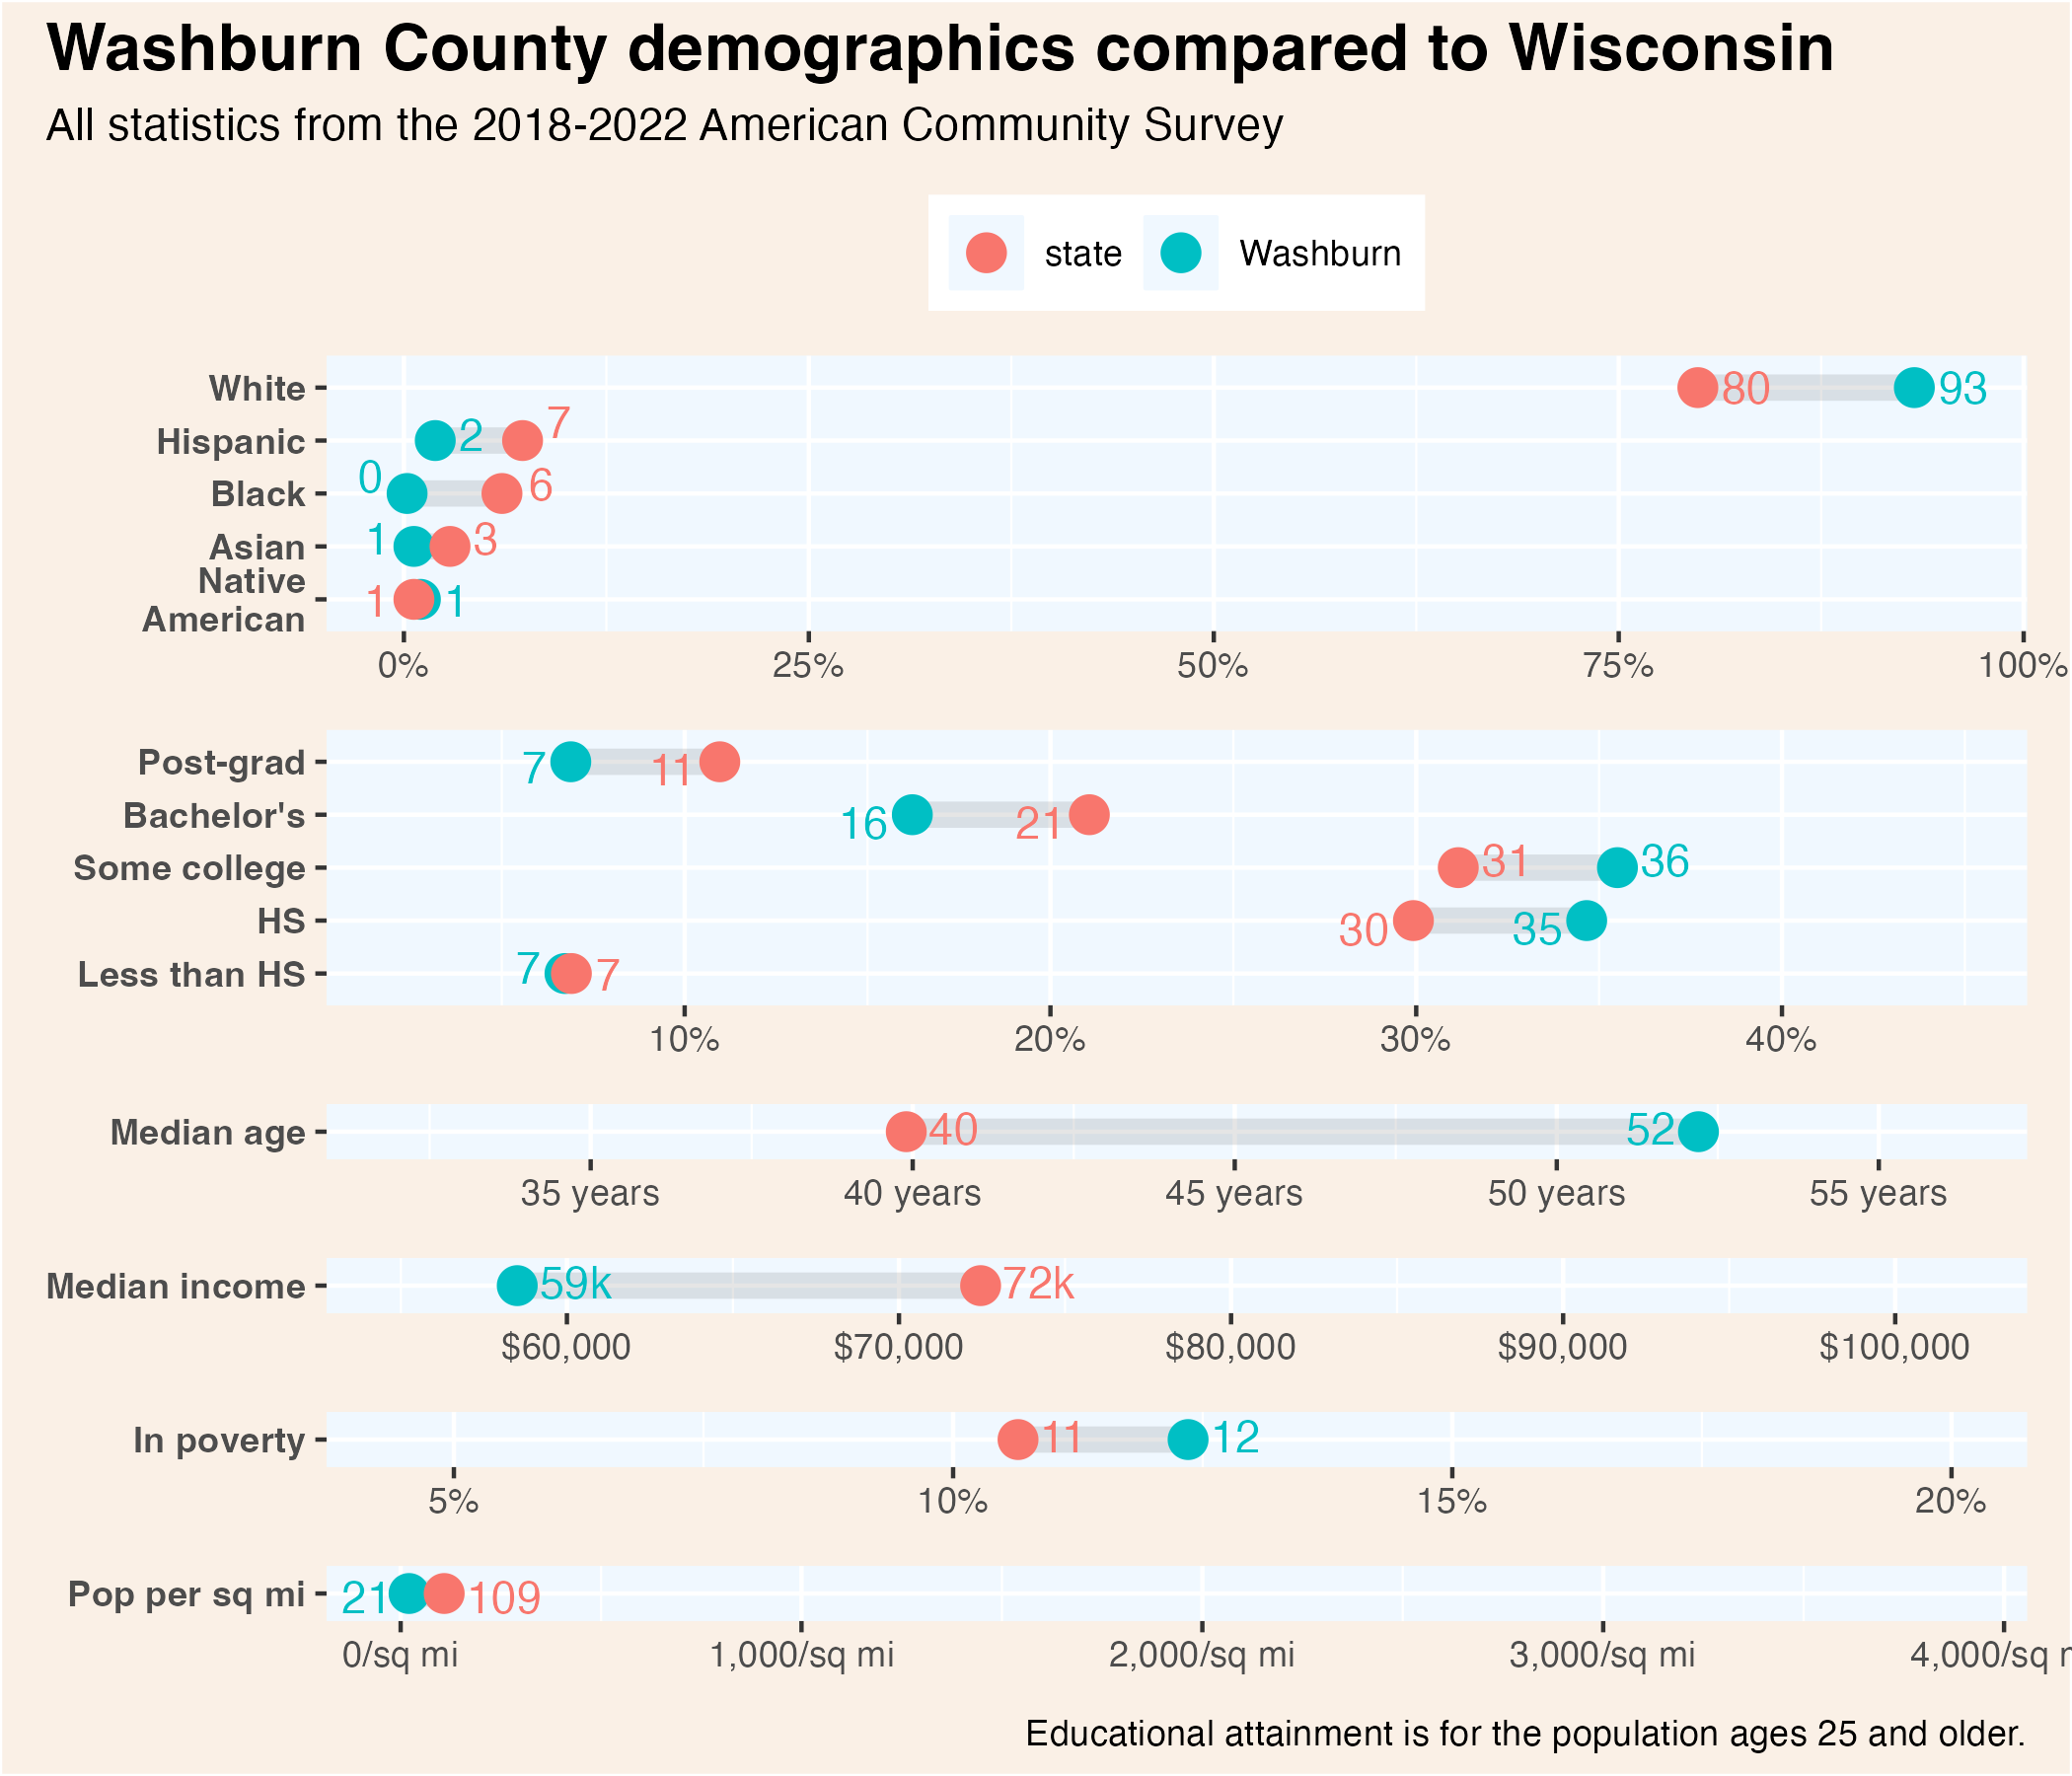 Washburn County demographics compared to Wisconsin
All statistics from the 2018-2022 American Community Survey
state Washburn
White 80 93
Hispanic 2 7
Black 0 6
Asian 1 3
Native
American 1 1
0% 25% 50% 75% 100%
Post-grad 7 11
Bachelor's 16 21
Some college 31 36
HS 30 35
Less than HS 7 7
10% 20% 30% 40%
Median age 40 52
35 years 40 years 45 years 50 years 55 years
Median income 59k 72k
$60,000 $70,000 $80,000 $90,000 $100,000
In poverty 11 12
5% 10% 15% 20%
Pop per sq mi 21 109
0/sq mi 1,000/sq mi 2,000/sq mi 3,000/sq mi 4,000/sq
Educational attainment is for the population ages 25 and older.